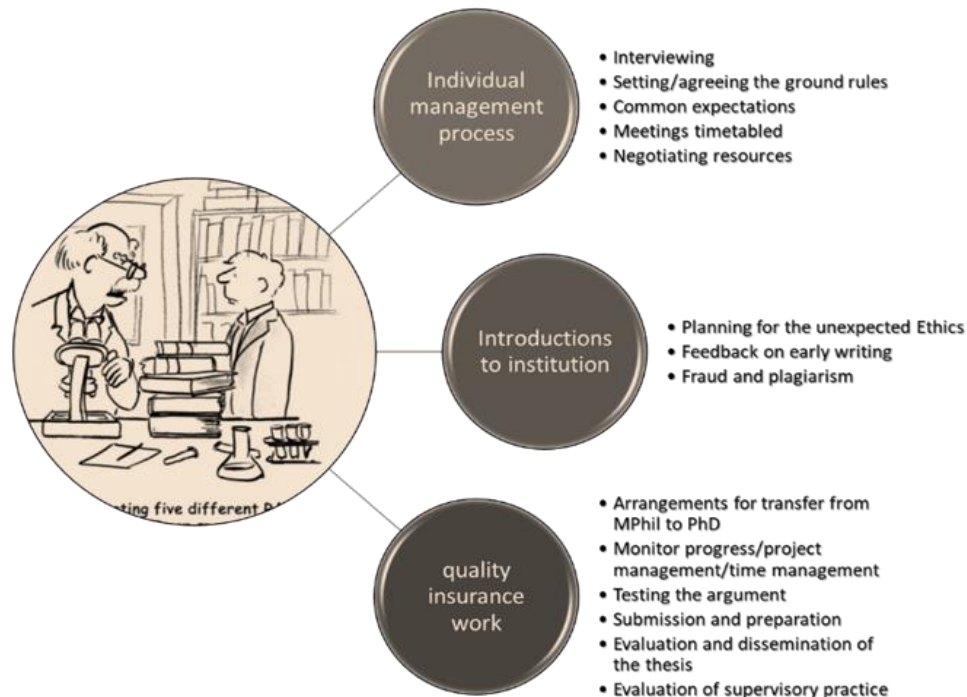 Individual
management
process
• Interviewing
• Setting/agreeing the ground rules
• Common expectations
• Meetings timetabled
• Negotiating resources
Introductions
to institution
• Planning for the unexpected Ethics
• Feedback on early writing
• Fraud and plagiarism
five different
quality
insurance
work
• Arrangements for transfer from
MPhil to PhD
• Monitor progress/project
management/time management
• Testing the argument
• Submission and preparation
• Evaluation and dissemination of
the thesis
• Evaluation of supervisory practice